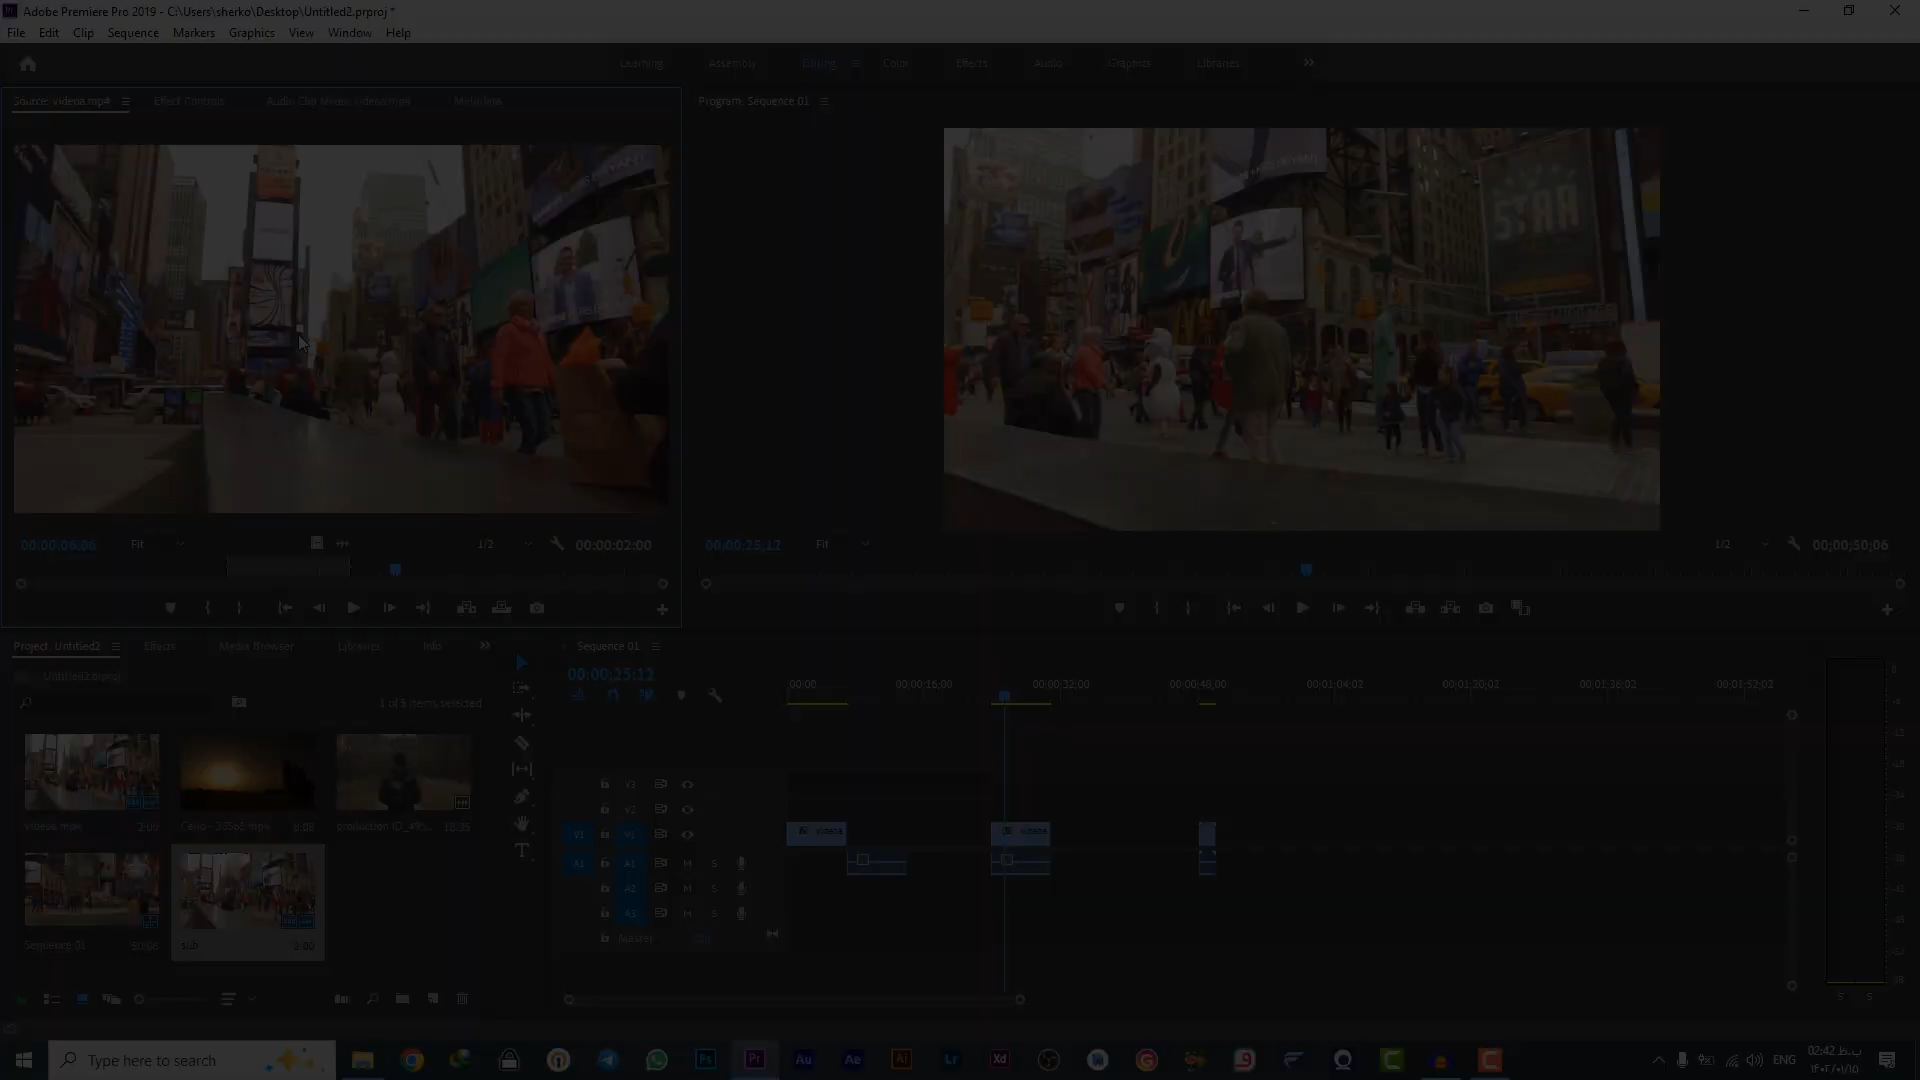 Adobe Premiere Pro 2019 - C:\Users\sherko\Desktop\Untitled2.prproj *
File Edit Clip Sequence Markers Graphics View Window Help
Learning Assembly Editing Color Effects Audio Graphics Libraries
Source: videoa.mp4 Effect Controls Audio Clip Mixer: videoa.mp4 Metadata
Program: Sequence 01
STAR
00:00:06:06 Fit 1/2 00:00:02:00
00;00;25;12 Fit 1/2 00;00;50;06
Project: Untitled2 Effects Media Browser Libraries Info
Untitled2.prproj
1 of 5 items selected
videoa.mp4 2:00
8:08
production ID_495... 18:05
Sequence 01 50;06
sub 2:00
Sequence 01
00;00;25;12
00;00 00;00;16;00 00;00;32;00 00;00;48;00 00;01;04;02 00;01;20;02 00;01;36;02 00;01;52;02
V3
V2
V1 V1
A1 A1 M S
A2 M S
A3 M S
Master
videoa
videoa
S S
Type here to search
ENG
02:42 ب.ظ